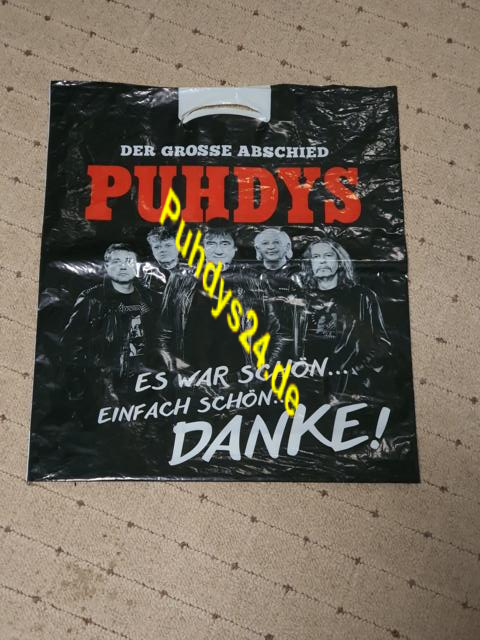 DER GROSSE ABSCHIED
PUHDYS
Puhdys24.de
ES WAR SCHÖN....
EINFACH SCHÖN..
DANKE!